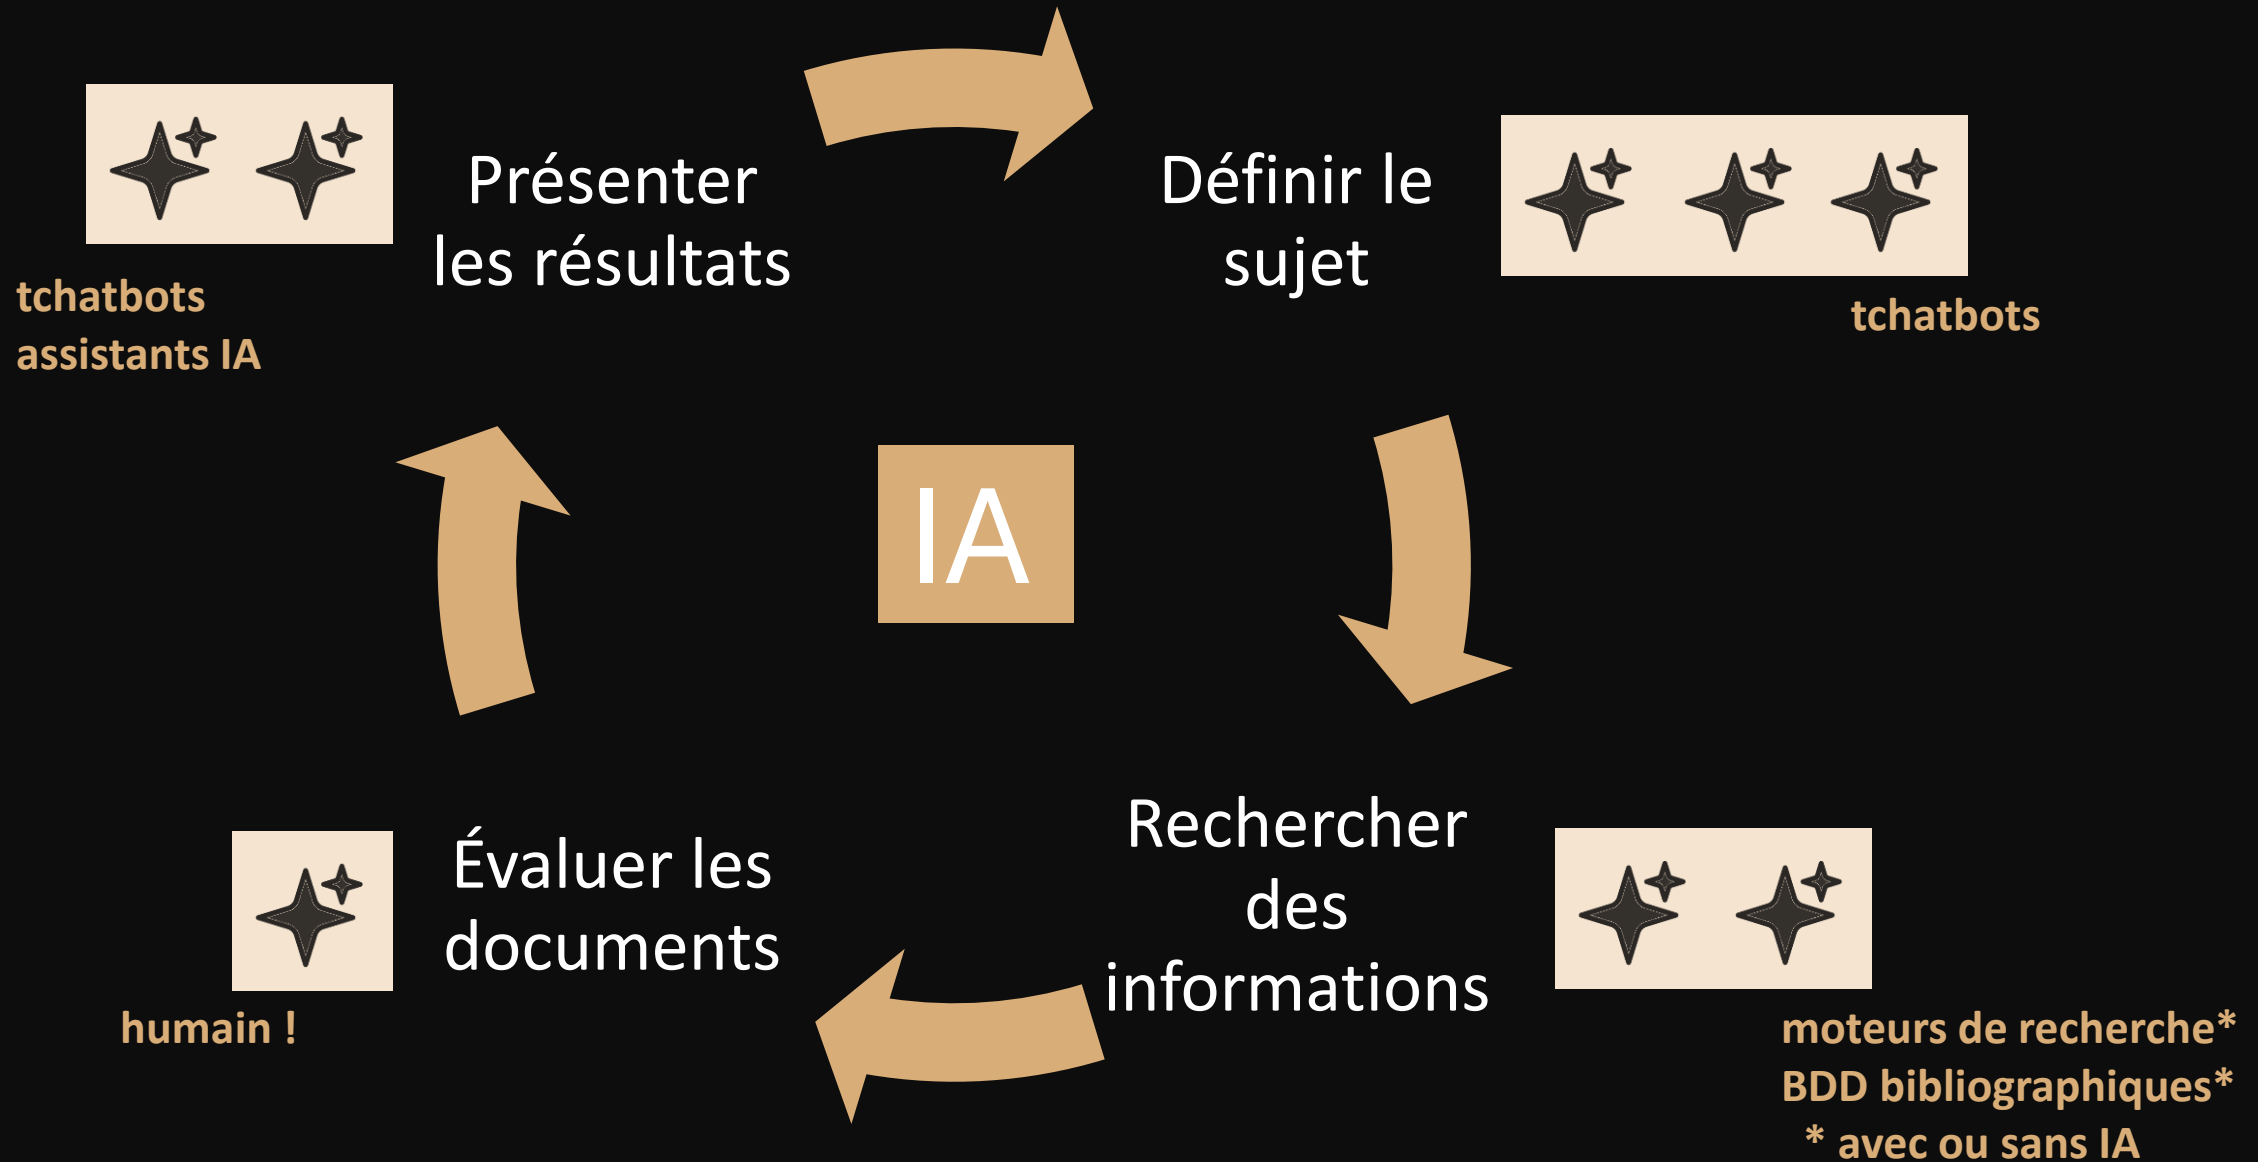 Présenter
les résultats
tchatbots
assistants IA
Définir le
sujet
tchatbots
IA
Rechercher
des
informations
moteurs de recherche*
BDD bibliographiques*
* avec ou sans IA
Évaluer les
documents
humain !